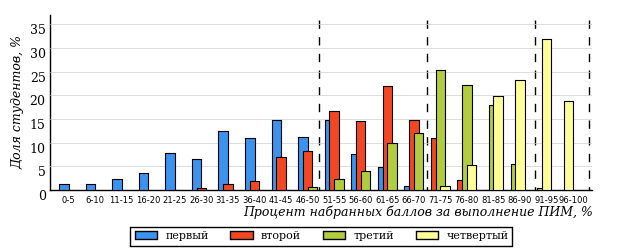 Доля студентов, %
35
30
25
20
15
10
5
0
0-5 6-10 11-15 16-20 21-25 26-30 31-35 36-40 41-45 46-50 51-55 56-60 61-65 66-70 71-75 76-80 81-85 86-90 91-95 96-100
Процент набранных баллов за выполнение ПИМ, %
первый второй третий четвертый